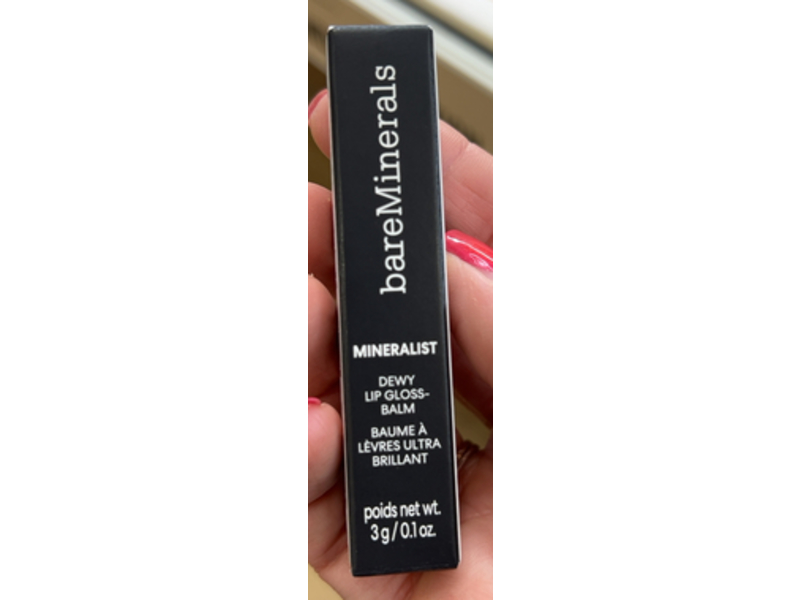 bareMinerals
MINERALIST
DEWY
LIP GLOSS-
BALM
BAUME À
LÈVRES ULTRA
BRILLANT
poids net wt.
3 g / 0.1 oz.